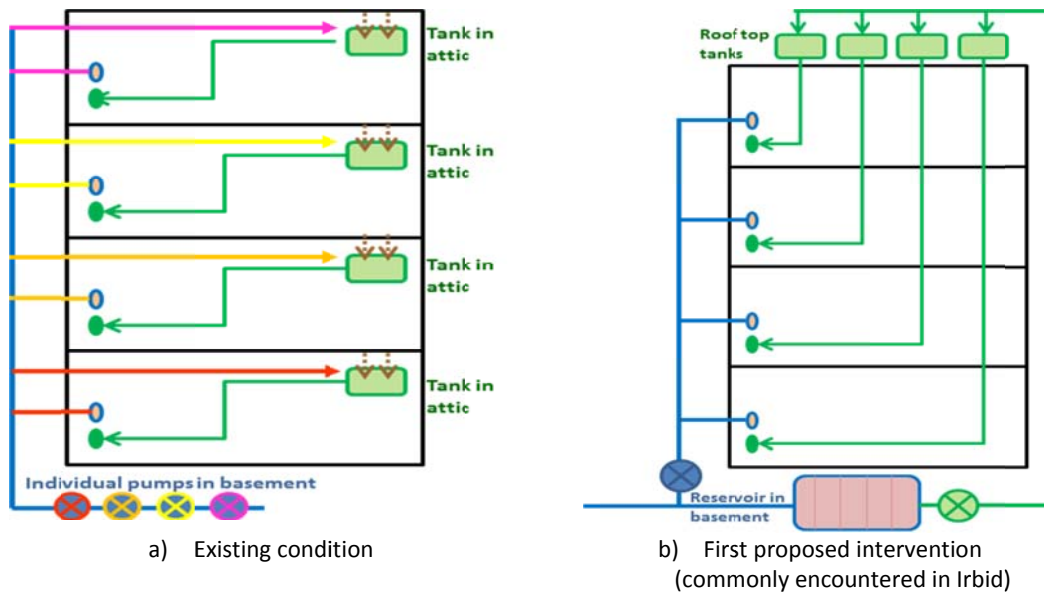 Tank in
attic
Tank in
attic
Tank in
attic
Tank in
attic
Individual pumps in basement
a) Existing condition
Roof top
tanks
Reservoir in
basement
b) First proposed intervention
(commonly encountered in Irbid)